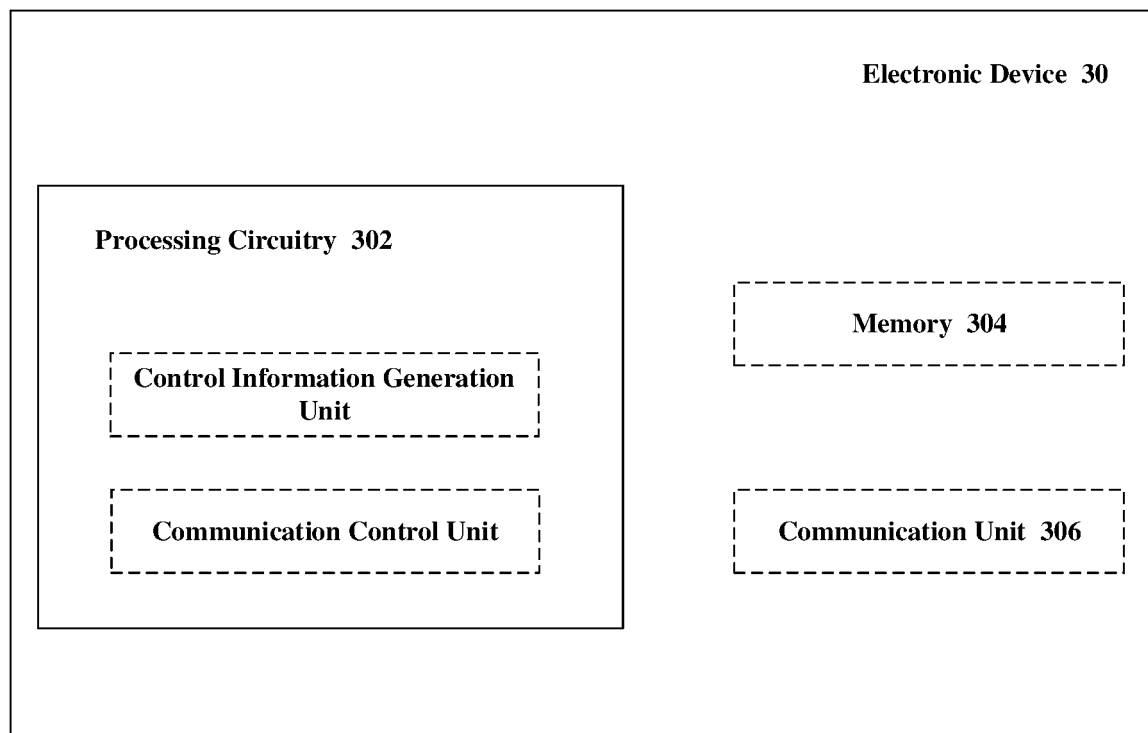 Electronic Device 30
Processing Circuitry 302
Memory 304
Control Information Generation
Unit
Communication Control Unit
Communication Unit 306